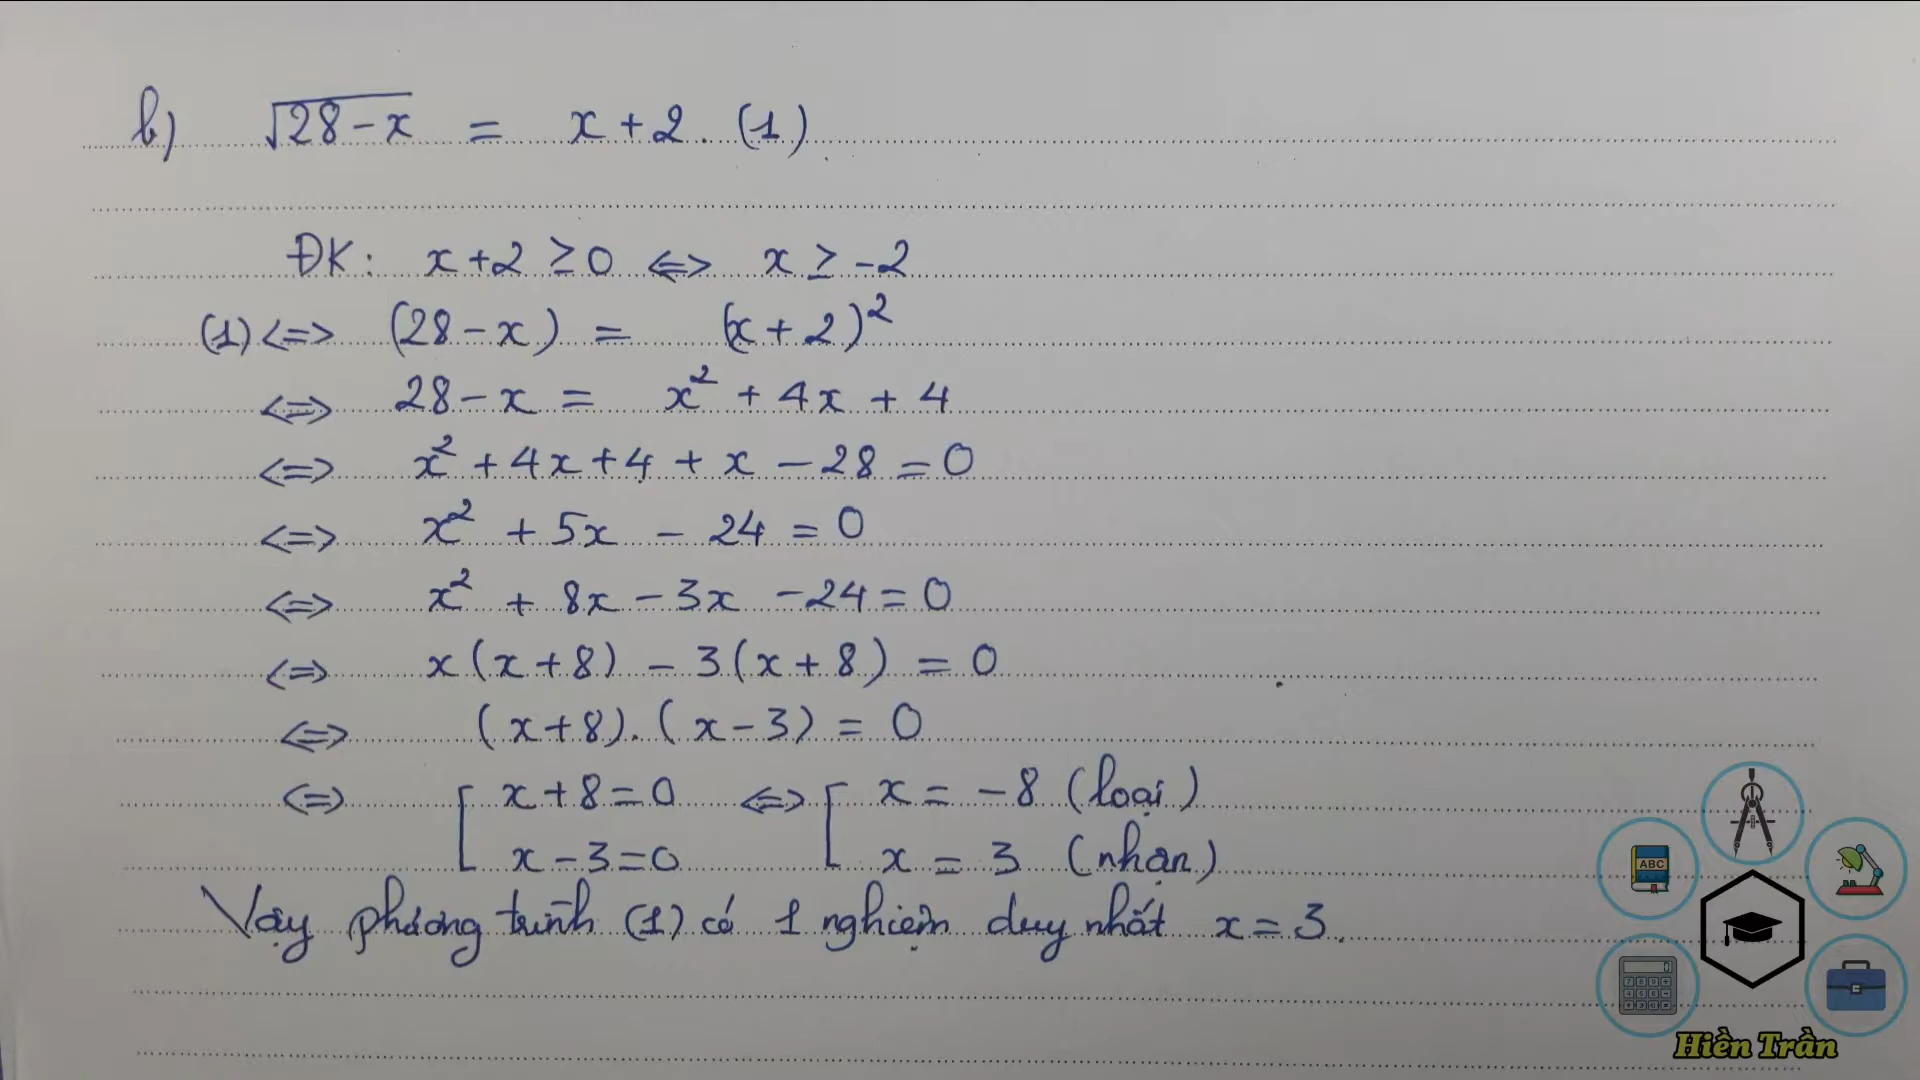 b) √28-x = x+2. (1)
ĐK: x+2 ≥ 0 <=> x ≥ -2
(1) <=> (28-x) = (x+2)²
<=> 28-x = x² + 4x + 4
<=> x² + 4x + 4 + x - 28 = 0
<=> x² + 5x - 24 = 0
<=> x² + 8x - 3x - 24 = 0
<=> x(x+8) - 3(x+8) = 0
<=> (x+8).(x-3) = 0
<=> [ x+8=0 <=> [ x = -8 (loại)
x-3=0 x = 3 (nhận)
Vậy phương trình (1) có 1 nghiệm duy nhất x = 3.
ABC
Hiền Trần